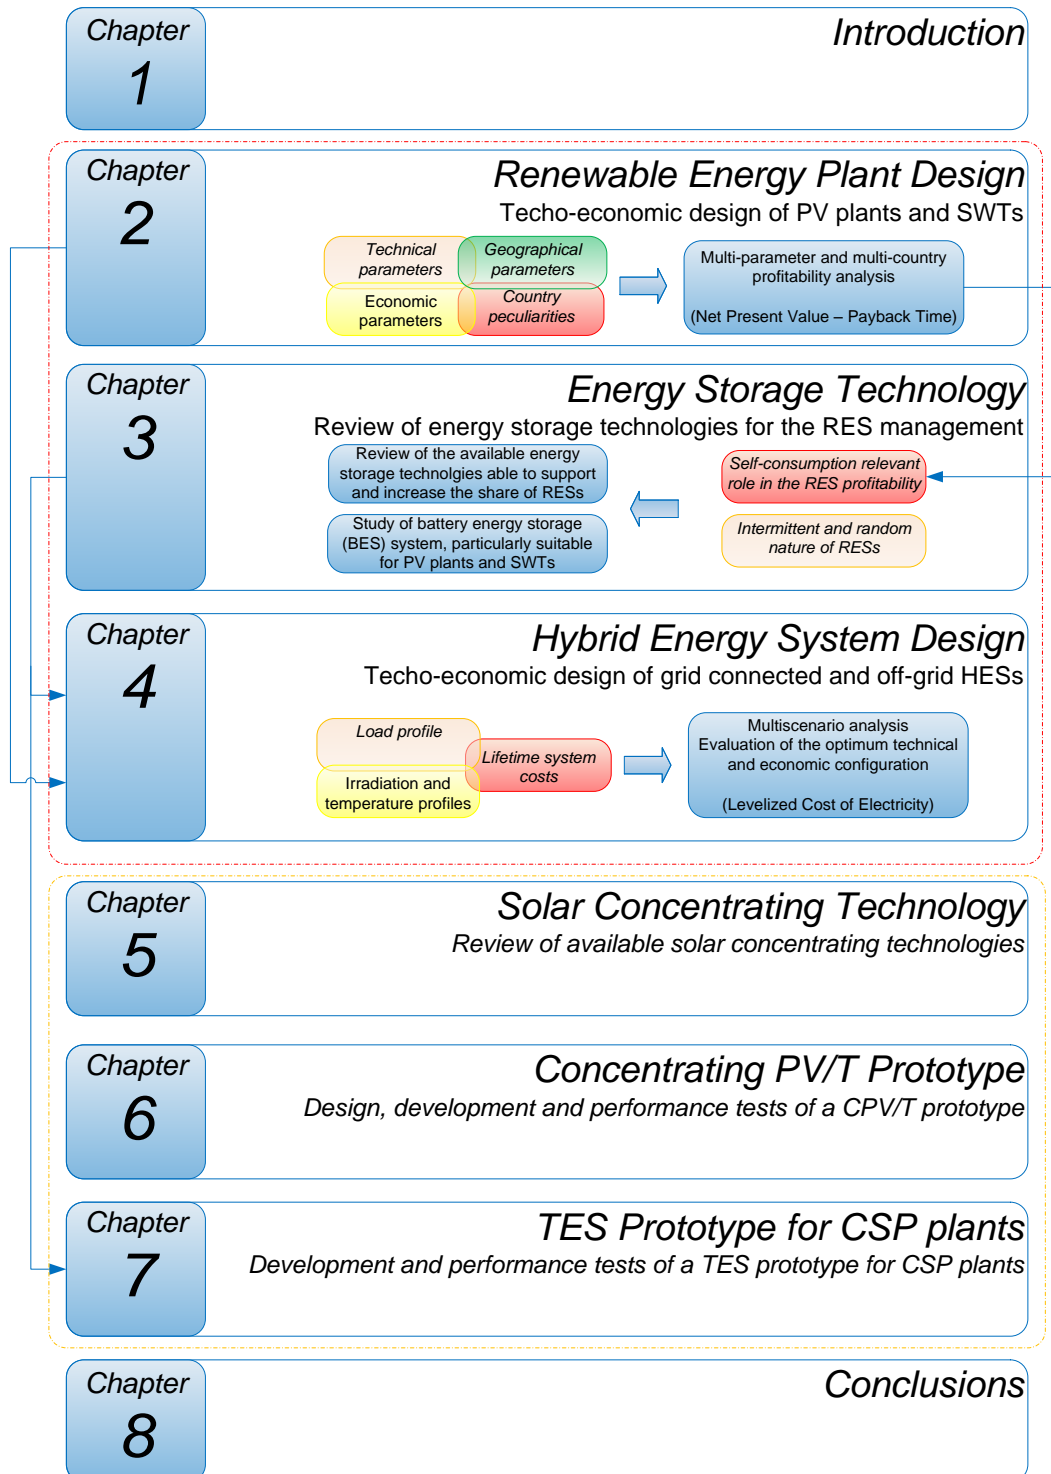 Chapter
1
Introduction
Chapter
2
Renewable Energy Plant Design
Techo-economic design of PV plants and SWTs
Technical
parameters
Geographical
parameters
Economic
parameters
Country
peculiarities
Multi-parameter and multi-country
profitability analysis
(Net Present Value – Payback Time)
Chapter
3
Energy Storage Technology
Review of energy storage technologies for the RES management
Review of the available energy
storage technolgies able to support
and increase the share of RESs
Study of battery energy storage
(BES) system, particularly suitable
for PV plants and SWTs
Self-consumption relevant
role in the RES profitability
Intermittent and random
nature of RESs
Chapter
4
Hybrid Energy System Design
Techo-economic design of grid connected and off-grid HESs
Load profile
Irradiation and
temperature profiles
Lifetime system
costs
Multiscenario analysis
Evaluation of the optimum technical
and economic configuration
(Levelized Cost of Electricity)
Chapter
5
Solar Concentrating Technology
Review of available solar concentrating technologies
Chapter
6
Concentrating PV/T Prototype
Design, development and performance tests of a CPV/T prototype
Chapter
7
TES Prototype for CSP plants
Development and performance tests of a TES prototype for CSP plants
Chapter
8
Conclusions